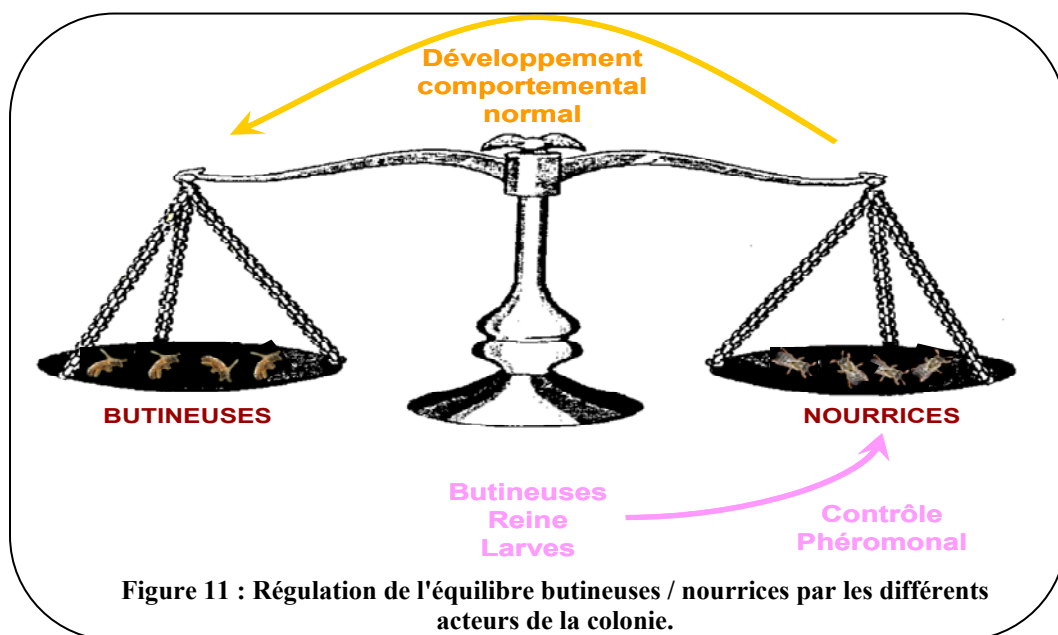 Développement
comportemental
normal
BUTINEUSES
NOURRICES
Butineuses
Reine
Larves
Contrôle
Phéromonal
Figure 11 : Régulation de l'équilibre butineuses / nourrices par les différents
acteurs de la colonie.